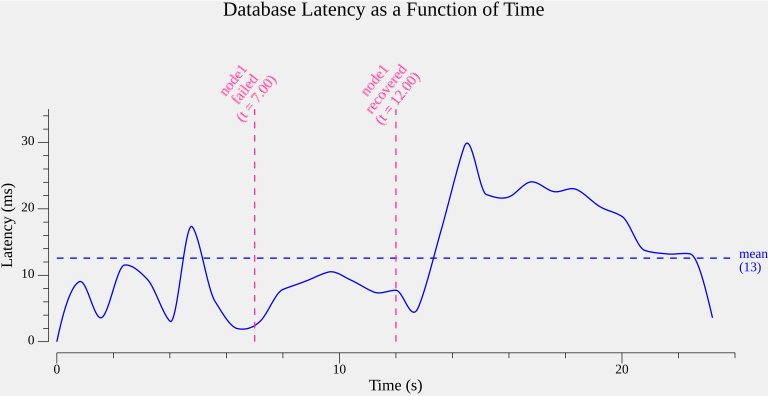 Database Latency as a Function of Time
node1
failed
(t = 7.00)
node1
recovered
(t = 12.00)
Latency (ms)
30
20
10
0
mean
(13)
0
10
20
Time (s)